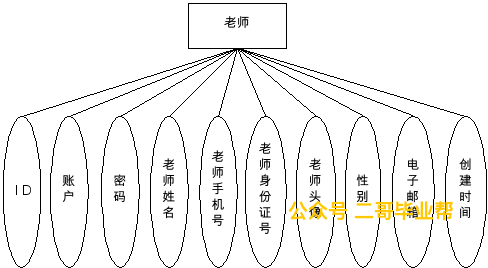 老师
ID
账户
密码
老师姓名
老师手机号
老师身份证号
老师头像
性别
电子邮箱
创建时间
公众号 二哥毕业帮